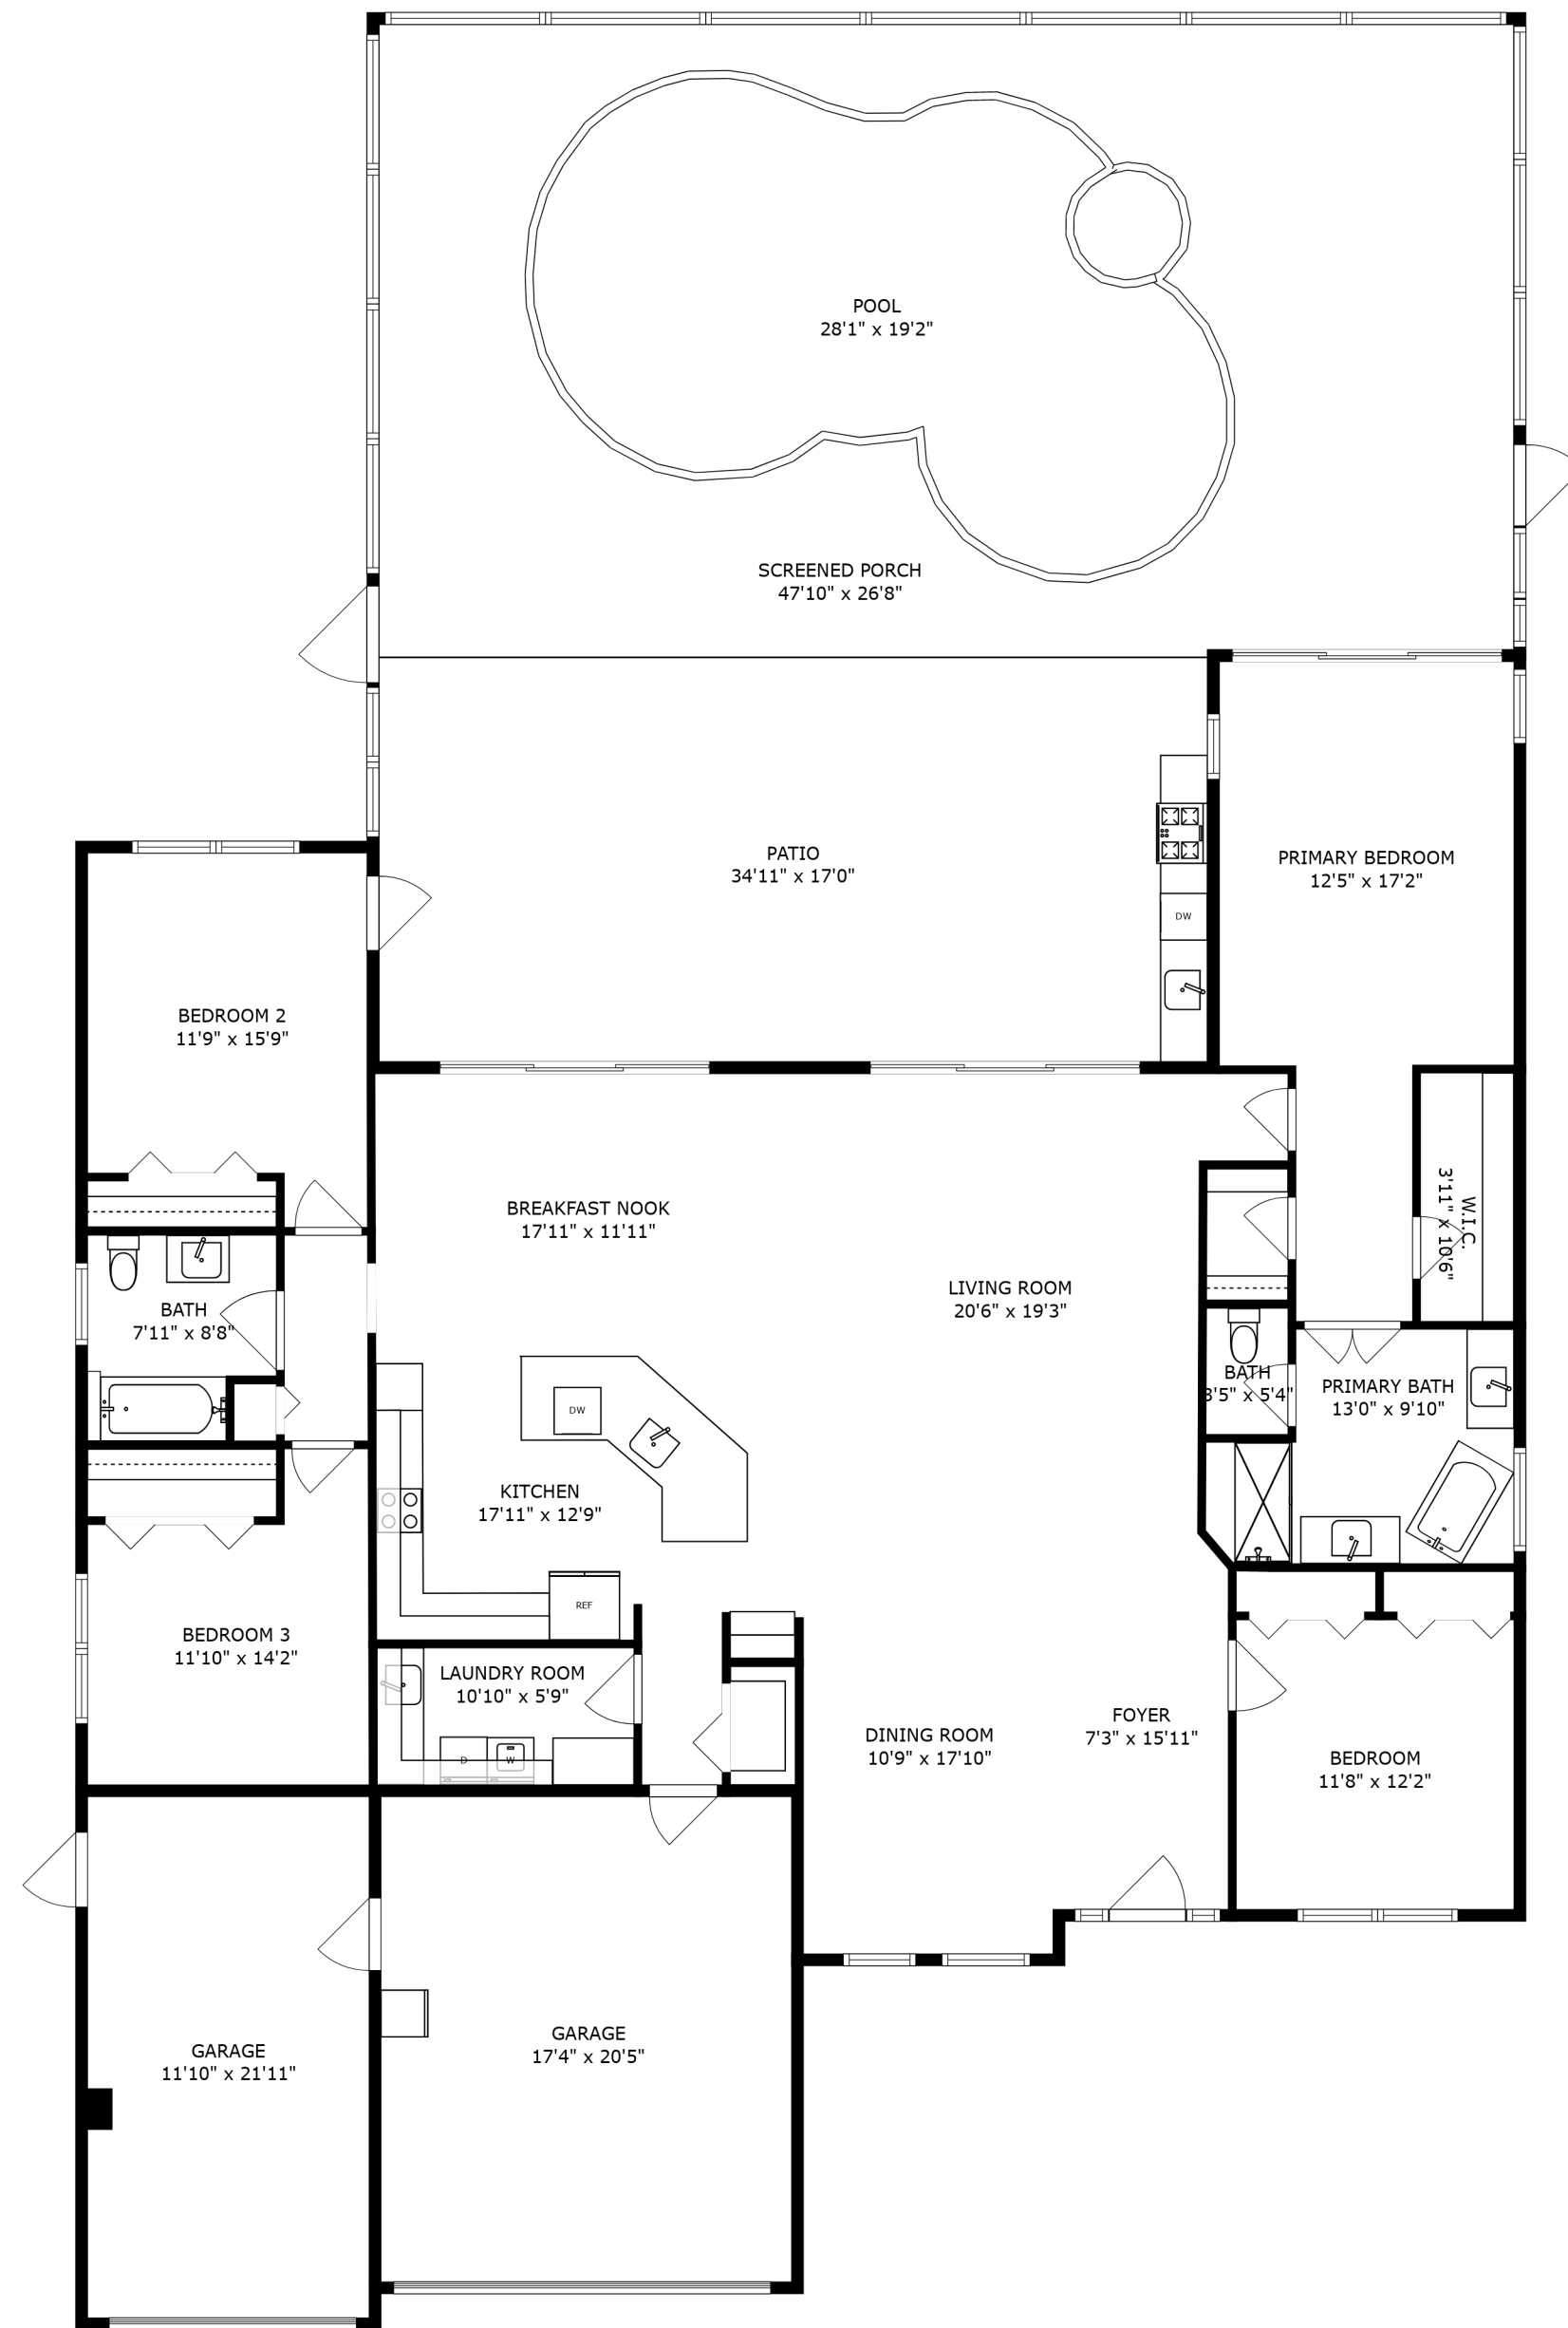 POOL
28'1" x 19'2"
SCREENED PORCH
47'10" x 26'8"
PATIO
34'11" x 17'0"
PRIMARY BEDROOM
12'5" x 17'2"
DW
BEDROOM 2
11'9" x 15'9"
BREAKFAST NOOK
17'11" x 11'11"
W.I.C.
3'11" x 10'6"
LIVING ROOM
20'6" x 19'3"
BATH
7'11" x 8'8"
BATH
3'5" x 5'4"
PRIMARY BATH
13'0" x 9'10"
DW
KITCHEN
17'11" x 12'9"
REF
BEDROOM 3
11'10" x 14'2"
LAUNDRY ROOM
10'10" x 5'9"
D
W
DINING ROOM
10'9" x 17'10"
FOYER
7'3" x 15'11"
BEDROOM
11'8" x 12'2"
GARAGE
11'10" x 21'11"
GARAGE
17'4" x 20'5"